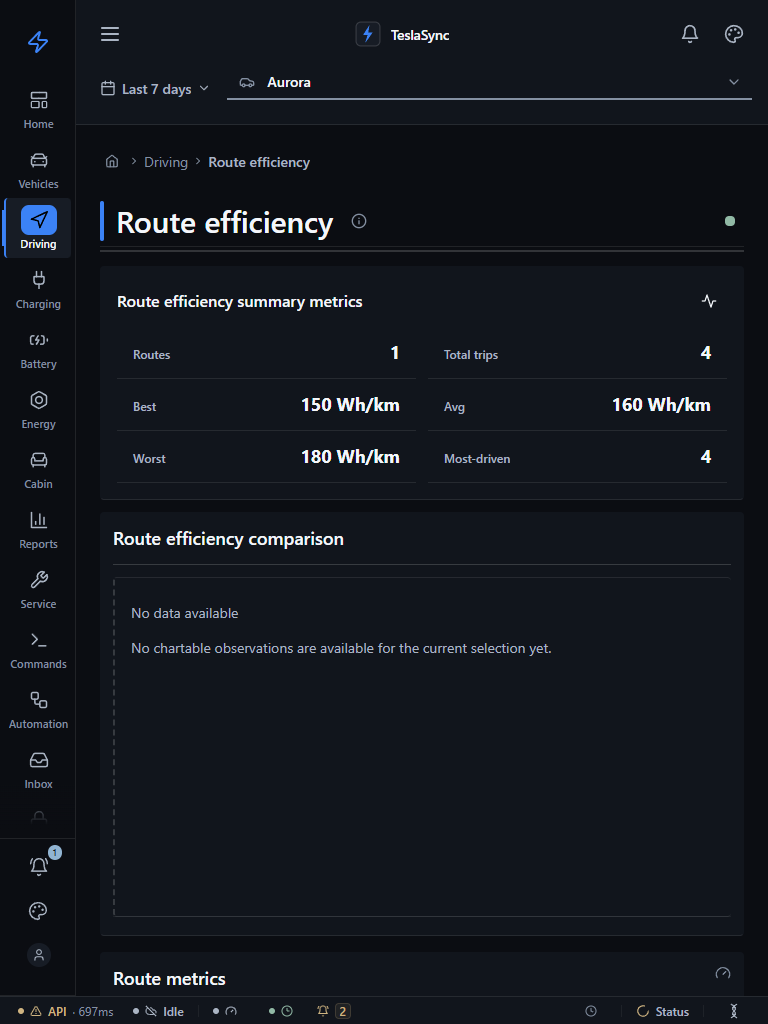 TeslaSync
Last 7 days
Aurora
Home
Vehicles
Driving
Charging
Battery
Energy
Cabin
Reports
Service
Commands
Automation
Inbox
1
Driving
Route efficiency
Route efficiency
Route efficiency summary metrics
Routes 1
Total trips 4
Best 150 Wh/km
Avg 160 Wh/km
Worst 180 Wh/km
Most-driven 4
Route efficiency comparison
No data available
No chartable observations are available for the current selection yet.
Route metrics
API · 697ms
Idle
2
Status